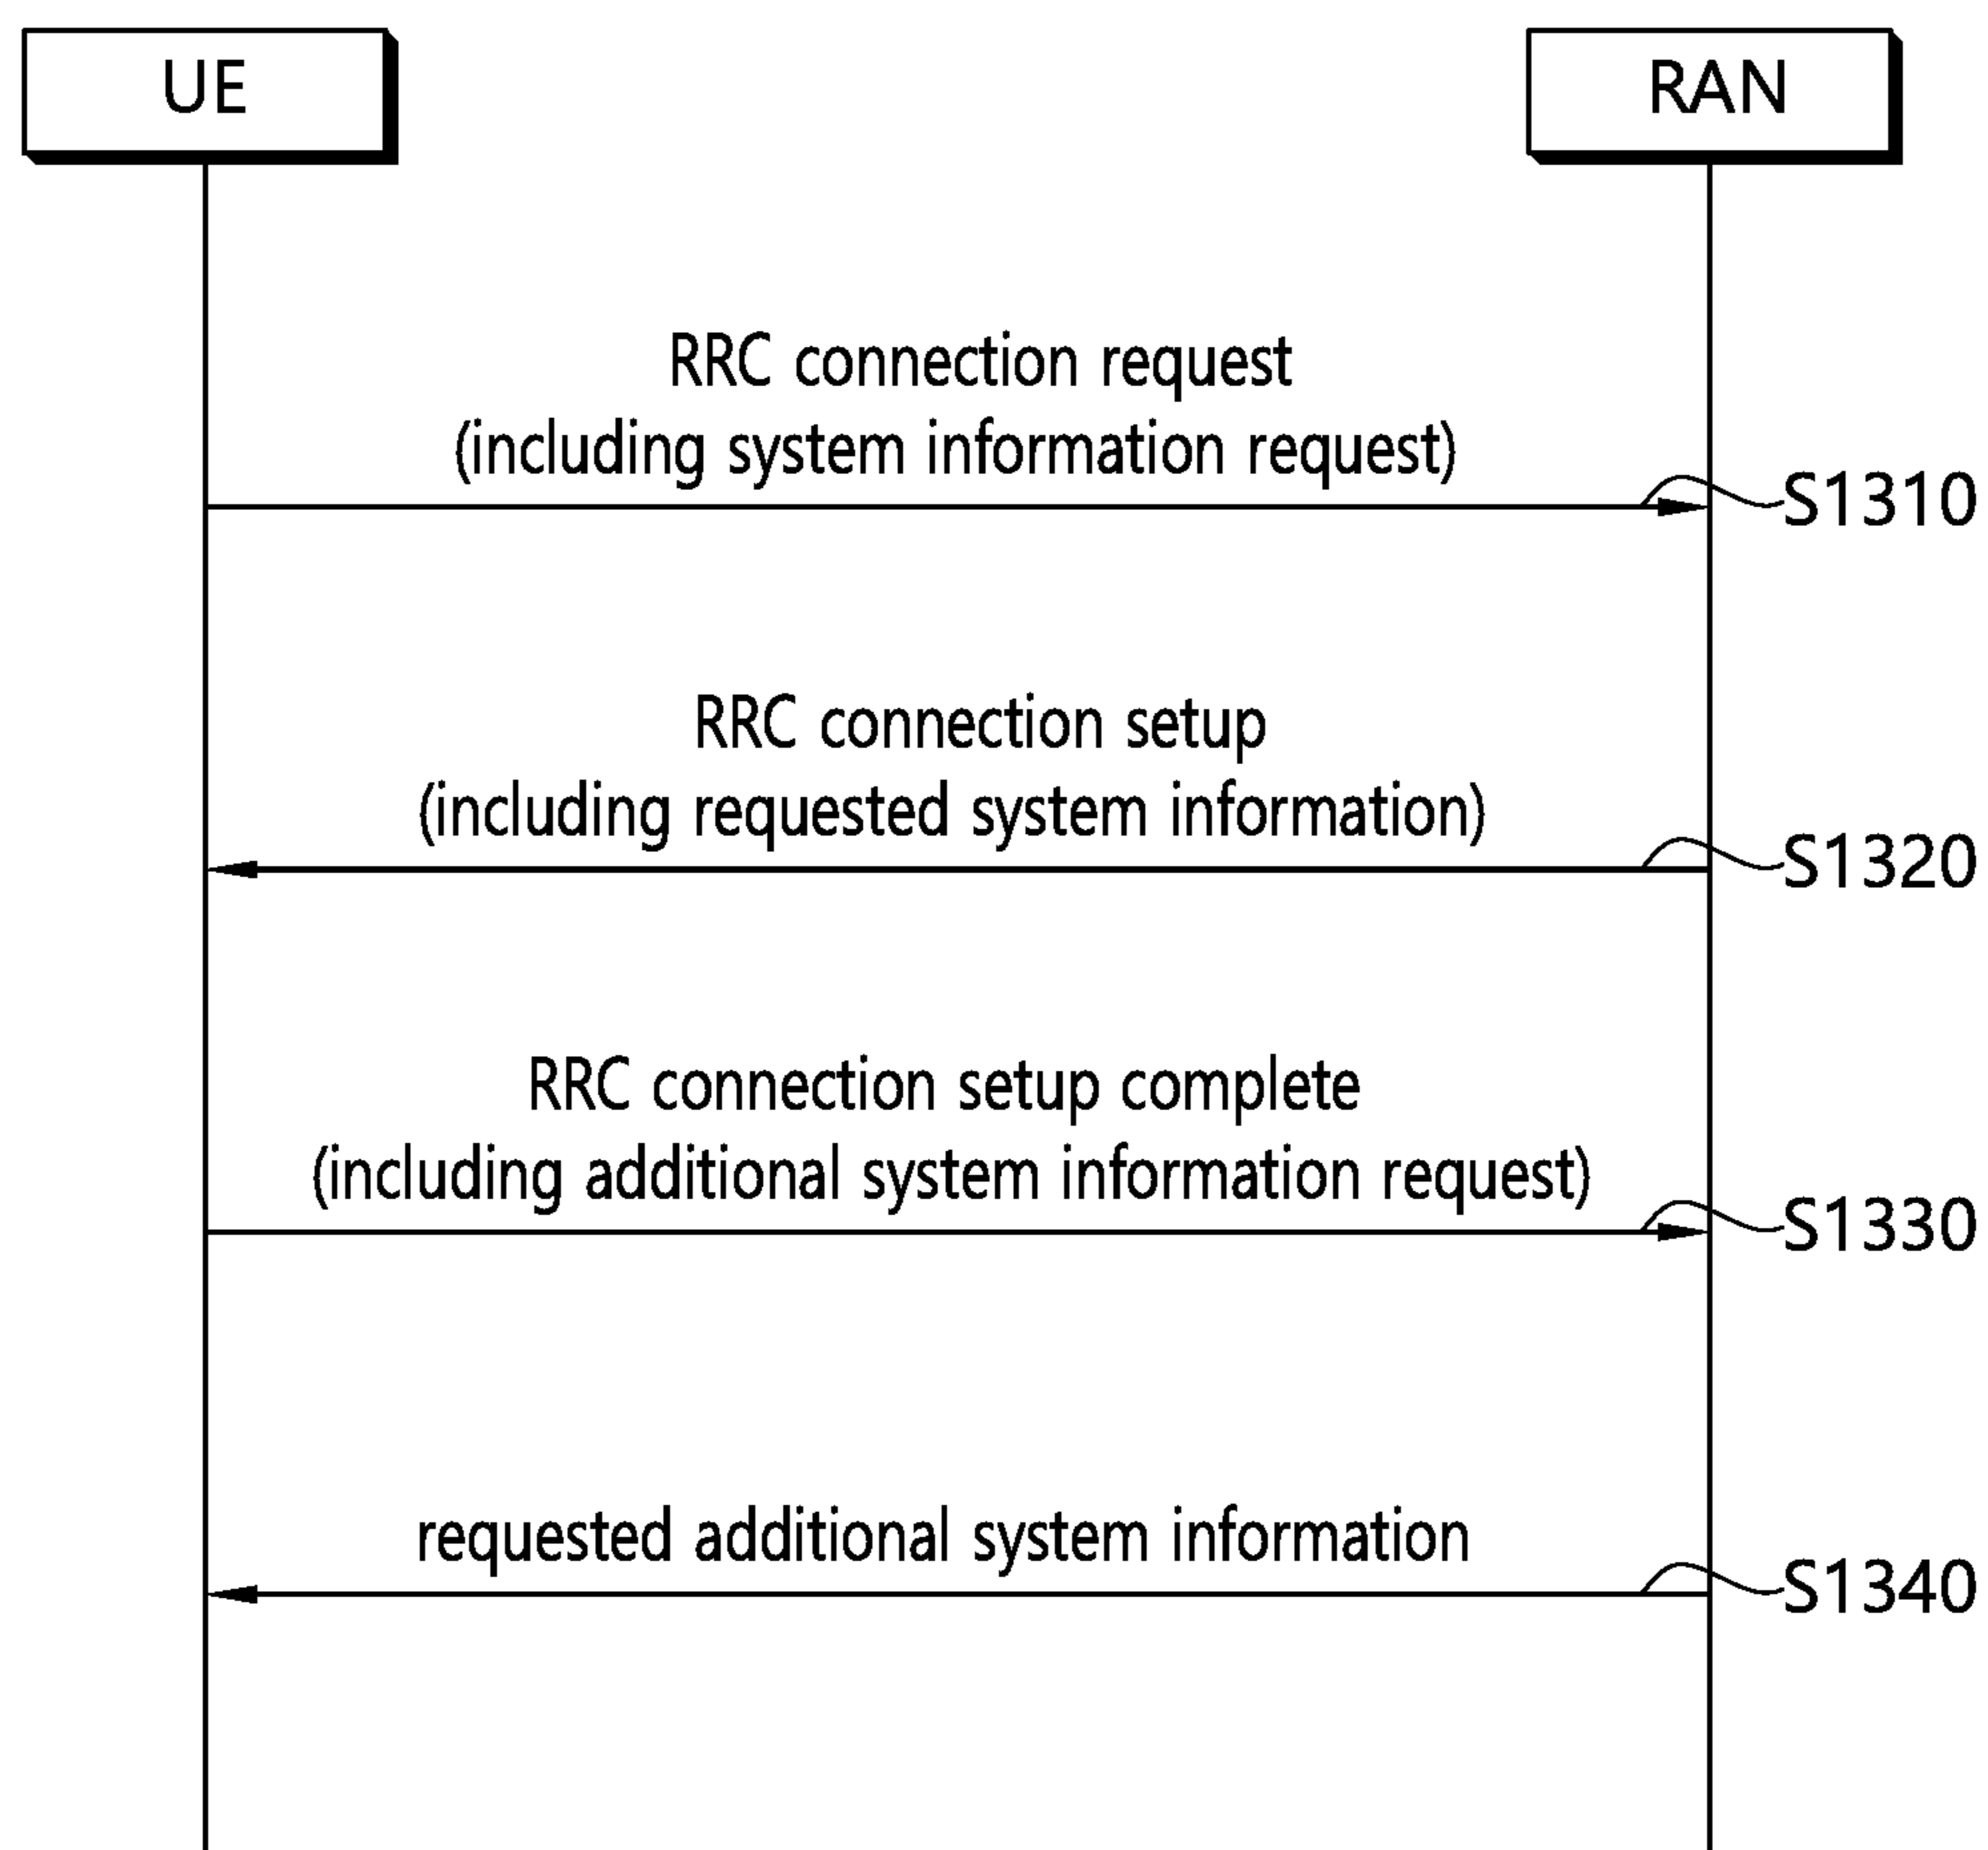 UE
RAN
RRC connection request
(including system information request)
S1310
RRC connection setup
(including requested system information)
S1320
RRC connection setup complete
(including additional system information request)
S1330
requested additional system information
S1340